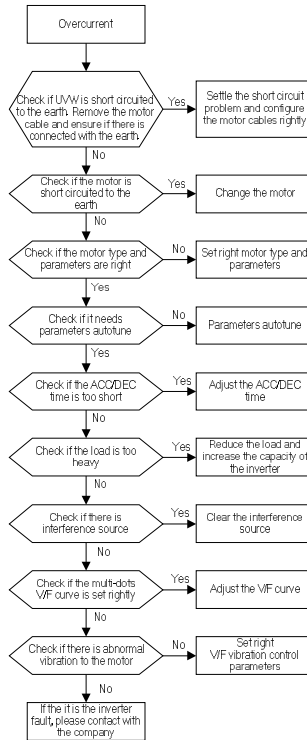 Overcurrent
Check if UVW is short circuited
to the earth. Remove the motor
cable and ensure if there is
connected with the earth.
Yes
Settle the short circuit
problem and configure
the motor cables rightly
No
Check if the motor is
short circuited to the
earth
Yes
Change the motor
No
Check if the motor type and
parameters are right
No
Set right motor type and
parameters
Yes
Check if it needs
parameters autotune
No
Parameters autotune
Yes
Check if the ACC/DEC
time is too short
Yes
Adjust the ACC/DEC
time
No
Check if the load is too
heavy
Yes
Reduce the load and
increase the capacity of
the inverter
No
Check if there is
interference source
Yes
Clear the interference
source
No
Check if the multi-dots
V/F curve is set rightly
Yes
Adjust the V/F curve
No
Check if there is abnormal
vibration to the motor
No
Set right
V/F vibration control
parameters
No
If the it is the inverter
fault, please contact with
the company